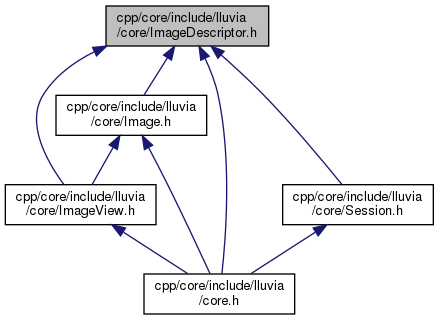 cpp/core/include/lluvia
/core/ImageDescriptor.h
cpp/core/include/lluvia
/core/Image.h
cpp/core/include/lluvia
/core/ImageView.h
cpp/core/include/lluvia
/core/Session.h
cpp/core/include/lluvia
/core.h